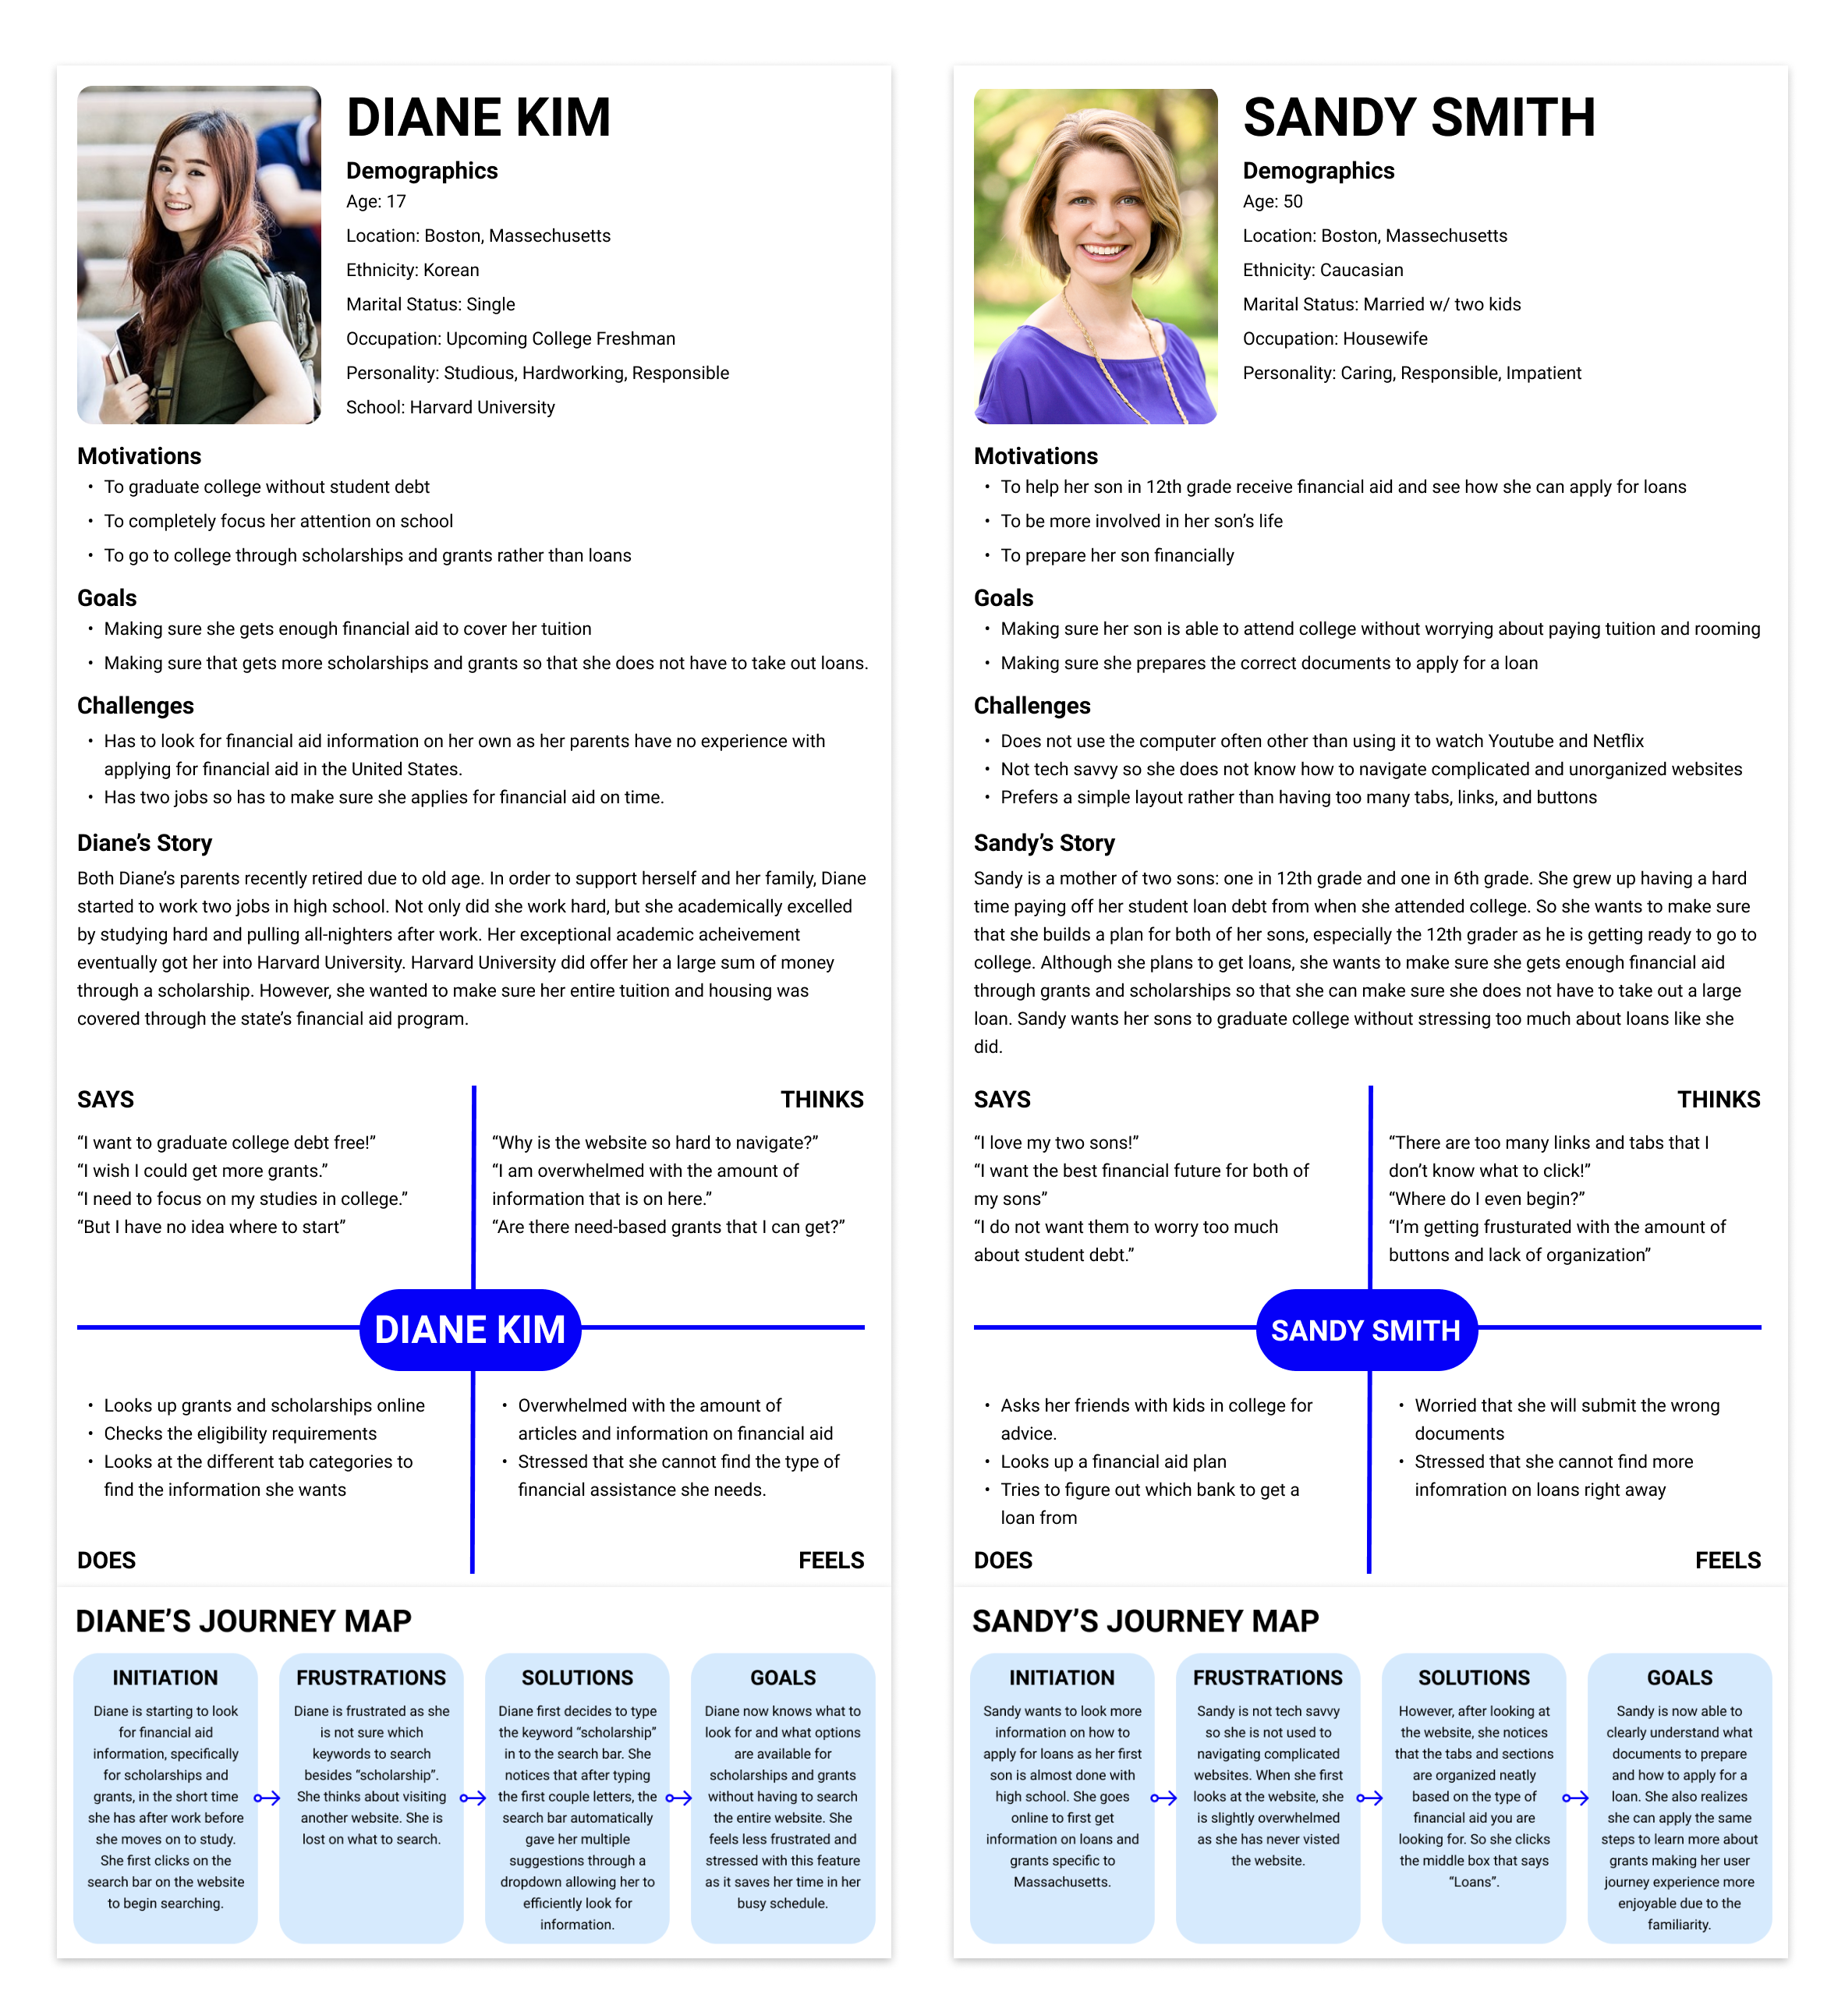 DIANE KIM
Demographics
Age: 17
Location: Boston, Massechusetts
Ethnicity: Korean
Marital Status: Single
Occupation: Upcoming College Freshman
Personality: Studious, Hardworking, Responsible
School: Harvard University
Motivations
• To graduate college without student debt
• To completely focus her attention on school
• To go to college through scholarships and grants rather than loans
Goals
• Making sure she gets enough financial aid to cover her tuition
• Making sure that gets more scholarships and grants so that she does not have to take out loans.
Challenges
• Has to look for financial aid information on her own as her parents have no experience with
applying for financial aid in the United States.
• Has two jobs so has to make sure she applies for financial aid on time.
Diane’s Story
Both Diane’s parents recently retired due to old age. In order to support herself and her family, Diane
started to work two jobs in high school. Not only did she work hard, but she academically excelled
by studying hard and pulling all-nighters after work. Her exceptional academic acheivement
eventually got her into Harvard University. Harvard University did offer her a large sum of money
through a scholarship. However, she wanted to make sure her entire tuition and housing was
covered through the state’s financial aid program.
SAYS
“I want to graduate college debt free!”
“I wish I could get more grants.”
“I need to focus on my studies in college.”
“But I have no idea where to start”
THINKS
“Why is the website so hard to navigate?”
“I am overwhelmed with the amount of
information that is on here.”
“Are there need-based grants that I can get?”
DIANE KIM
• Looks up grants and scholarships online
• Checks the eligibility requirements
• Looks at the different tab categories to
find the information she wants
DOES
• Overwhelmed with the amount of
articles and information on financial aid
• Stressed that she cannot find the type of
financial assistance she needs.
FEELS
DIANE’S JOURNEY MAP
INITIATION
Diane is starting to look
for financial aid
information, specifically
for scholarships and
grants, in the short time
she has after work before
she moves on to study.
She first clicks on the
search bar on the website
to begin searching.
FRUSTRATIONS
Diane is frustrated as she
is not sure which
keywords to search
besides “scholarship”.
She thinks about visiting
another website. She is
lost on what to search.
SOLUTIONS
Diane first decides to type
the keyword “scholarship”
in to the search bar. She
notices that after typing
the first couple letters, the
search bar automatically
gave her multiple
suggestions through a
dropdown allowing her to
efficiently look for
information.
GOALS
Diane now knows what to
look for and what options
are available for
scholarships and grants
without having to search
the entire website. She
feels less frustrated and
stressed with this feature
as it saves her time in her
busy schedule.
SANDY SMITH
Demographics
Age: 50
Location: Boston, Massechusetts
Ethnicity: Caucasian
Marital Status: Married w/ two kids
Occupation: Housewife
Personality: Caring, Responsible, Impatient
Motivations
• To help her son in 12th grade receive financial aid and see how she can apply for loans
• To be more involved in her son’s life
• To prepare her son financially
Goals
• Making sure her son is able to attend college without worrying about paying tuition and rooming
• Making sure she prepares the correct documents to apply for a loan
Challenges
• Does not use the computer often other than using it to watch Youtube and Netflix
• Not tech savvy so she does not know how to navigate complicated and unorganized websites
• Prefers a simple layout rather than having too many tabs, links, and buttons
Sandy’s Story
Sandy is a mother of two sons: one in 12th grade and one in 6th grade. She grew up having a hard
time paying off her student loan debt from when she attended college. So she wants to make sure
that she builds a plan for both of her sons, especially the 12th grader as he is getting ready to go to
college. Although she plans to get loans, she wants to make sure she gets enough financial aid
through grants and scholarships so that she can make sure she does not have to take out a large
loan. Sandy wants her sons to graduate college without stressing too much about loans like she
did.
SAYS
“I love my two sons!”
“I want the best financial future for both of
my sons”
“I do not want them to worry too much
about student debt.”
THINKS
“There are too many links and tabs that I
don’t know what to click!”
“Where do I even begin?”
“I’m getting frusturated with the amount of
buttons and lack of organization”
SANDY SMITH
• Asks her friends with kids in college for
advice.
• Looks up a financial aid plan
• Tries to figure out which bank to get a
loan from
DOES
• Worried that she will submit the wrong
documents
• Stressed that she cannot find more
infomration on loans right away
FEELS
SANDY’S JOURNEY MAP
INITIATION
Sandy wants to look more
information on how to
apply for loans as her first
son is almost done with
high school. She goes
online to first get
information on loans and
grants specific to
Massachusetts.
FRUSTRATIONS
Sandy is not tech savvy
so she is not used to
navigating complicated
websites. When she first
looks at the website, she
is slightly overwhelmed
as she has never visted
the website.
SOLUTIONS
However, after looking at
the website, she notices
that the tabs and sections
are organized neatly
based on the type of
financial aid you are
looking for. So she clicks
the middle box that says
“Loans”.
GOALS
Sandy is now able to
clearly understand what
documents to prepare
and how to apply for a
loan. She also realizes
she can apply the same
steps to learn more about
grants making her user
journey experience more
enjoyable due to the
familiarity.